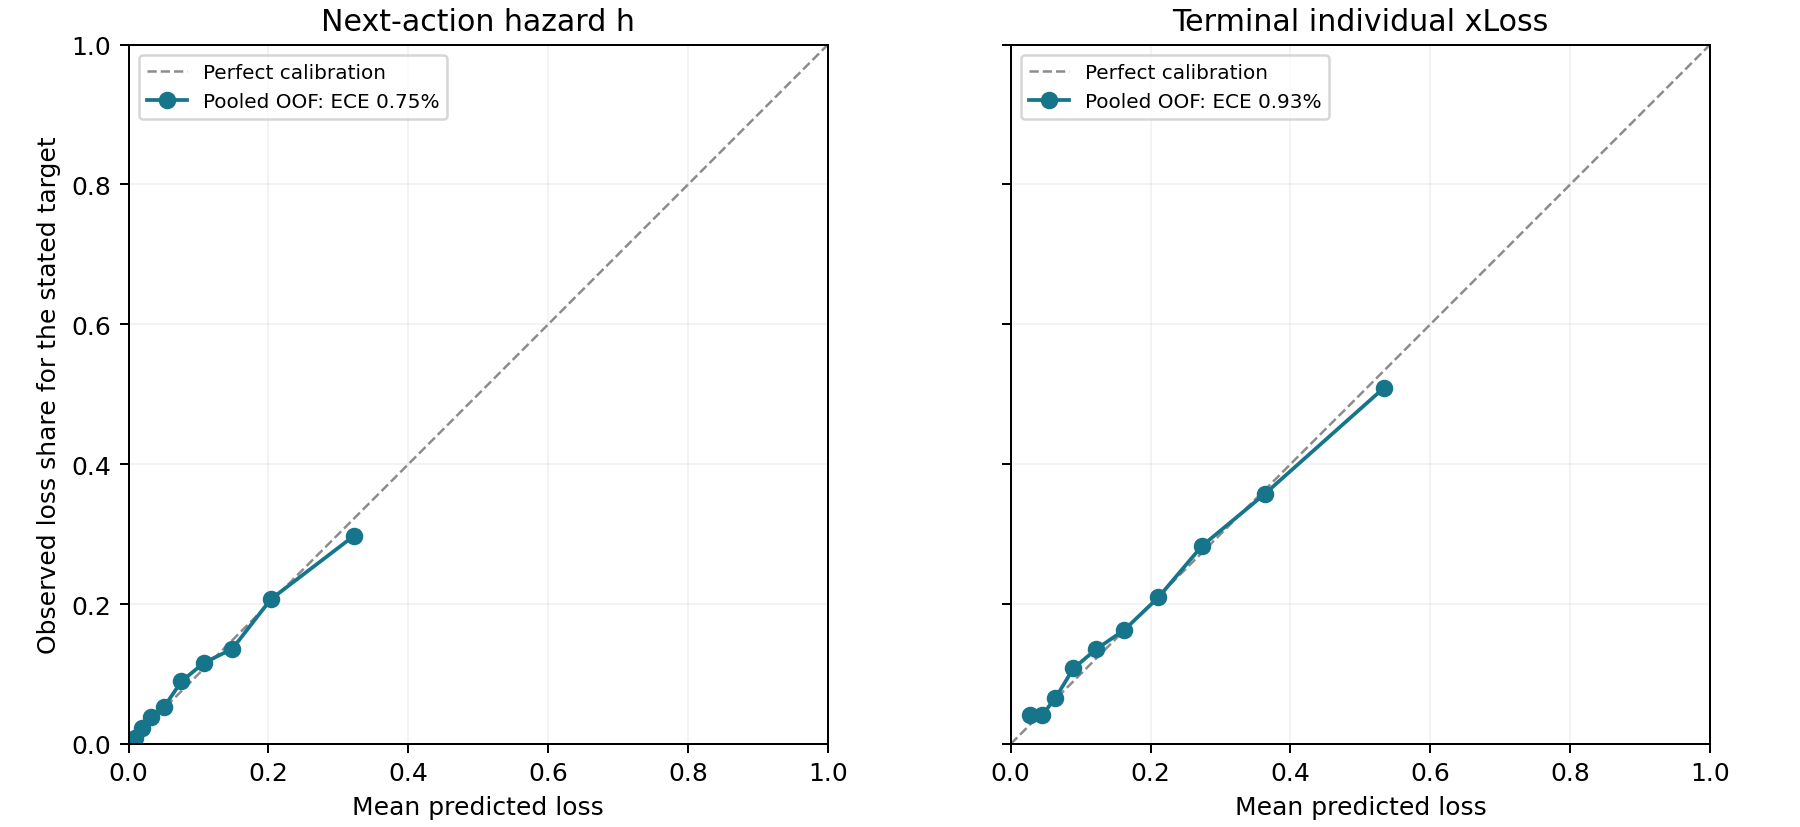 Next-action hazard h
Perfect calibration
Pooled OOF: ECE 0.75%
Observed loss share for the stated target
1.0
0.8
0.6
0.4
0.2
0.0
0.0 0.2 0.4 0.6 0.8 1.0
Mean predicted loss
Terminal individual xLoss
Perfect calibration
Pooled OOF: ECE 0.93%
0.0 0.2 0.4 0.6 0.8 1.0
Mean predicted loss